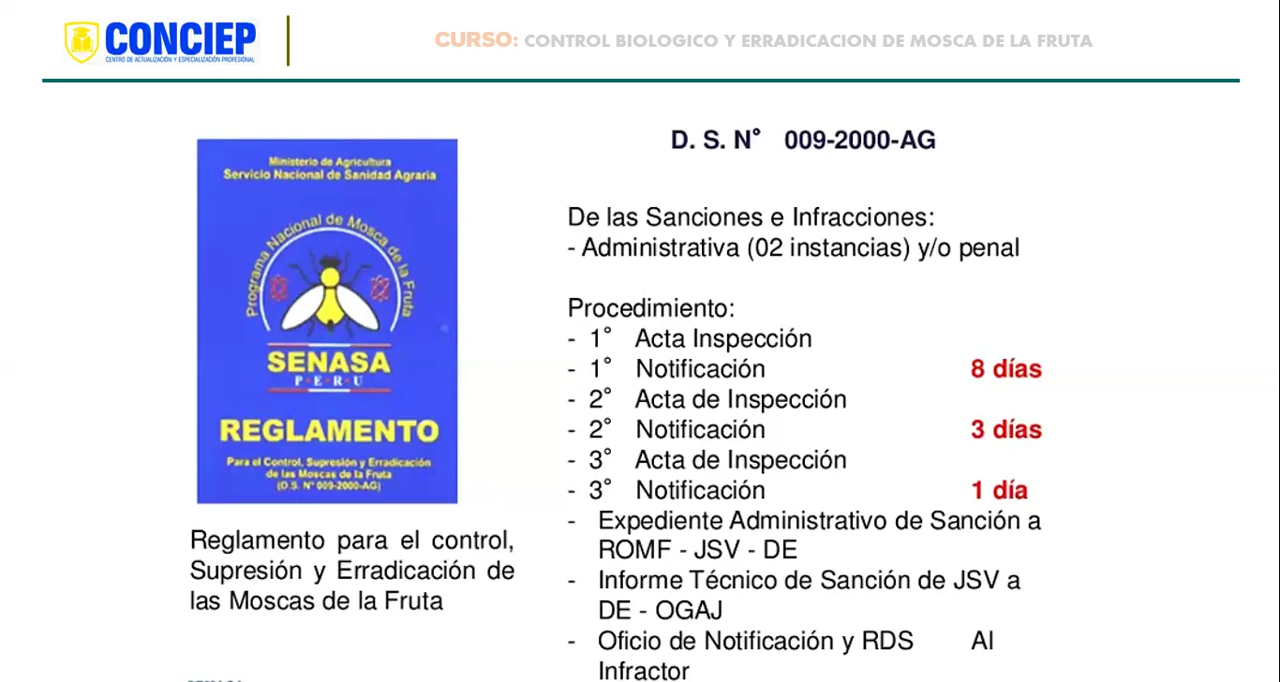 CONCIEP
CENTRO DE ACTUALIZACIÓN Y ESPECIALIZACIÓN PROFESIONAL
CURSO: CONTROL BIOLOGICO Y ERRADICACION DE MOSCA DE LA FRUTA
Ministerio de Agricultura
Servicio Nacional de Sanidad Agraria
Programa Nacional de Mosca de la Fruta
SENASA
P-E-R-U
REGLAMENTO
Para el Control, Supresión y Erradicación
de las Moscas de la Fruta
(D.S. Nº 009-2000-AG)
Reglamento para el control,
Supresión y Erradicación de
las Moscas de la Fruta
D. S. N° 009-2000-AG
De las Sanciones e Infracciones:
- Administrativa (02 instancias) y/o penal
Procedimiento:
- 1° Acta Inspección
- 1° Notificación 8 días
- 2° Acta de Inspección
- 2° Notificación 3 días
- 3° Acta de Inspección
- 3° Notificación 1 día
- Expediente Administrativo de Sanción a
ROMF - JSV - DE
- Informe Técnico de Sanción de JSV a
DE - OGAJ
- Oficio de Notificación y RDS Al
Infractor